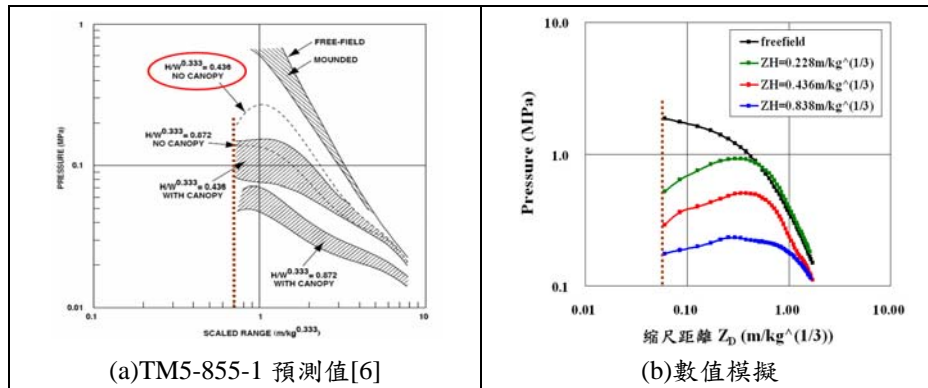 1
0.1
0.01
0.1
1
10
PRESSURE (MPa)
SCALED RANGE (m/kg^0.333)
FREE-FIELD
MOUNDED
H/W^0.333= 0.436
NO CANOPY
H/W^0.333= 0.872
NO CANOPY
H/W^0.333= 0.436
WITH CANOPY
H/W^0.333= 0.872
WITH CANOPY
(a)TM5-855-1 預測值[6]
10.0
1.0
0.1
0.01
0.10
1.00
10.00
Pressure (MPa)
freefield
ZH=0.228m/kg^(1/3)
ZH=0.436m/kg^(1/3)
ZH=0.838m/kg^(1/3)
縮尺距離 Z_D (m/kg^(1/3))
(b)數值模擬